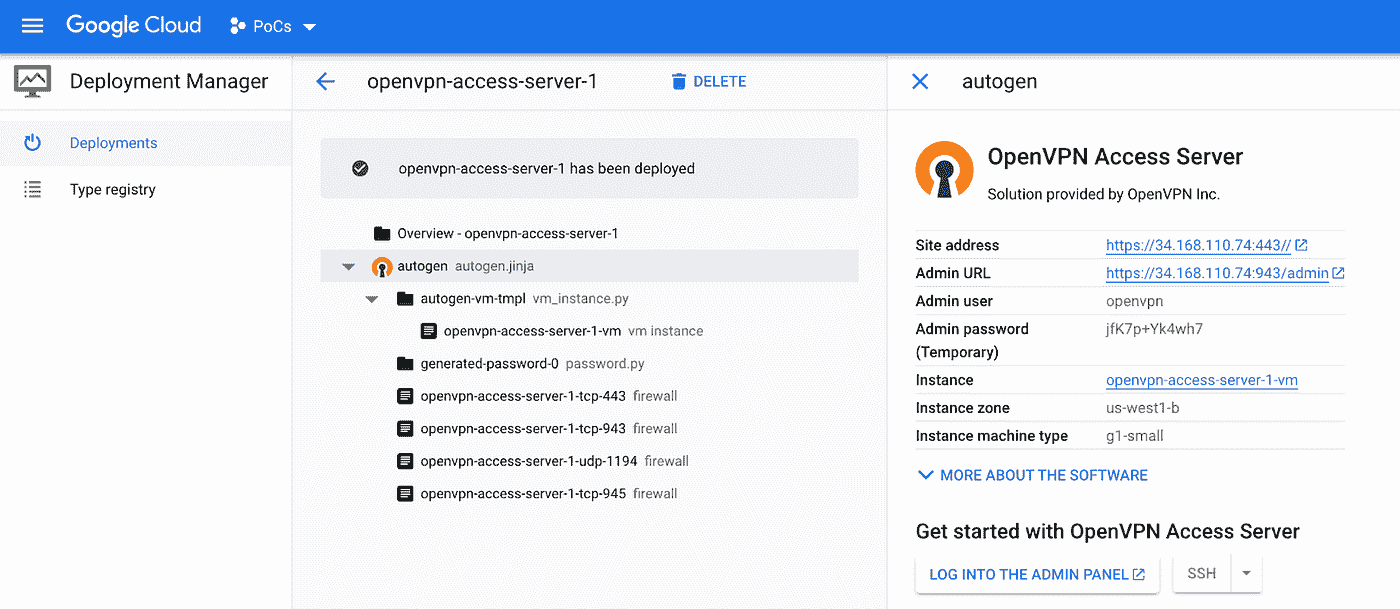 Google Cloud PoCs
Deployment Manager
Deployments
Type registry
openvpn-access-server-1 DELETE
openvpn-access-server-1 has been deployed
Overview - openvpn-access-server-1
autogen autogen.jinja
autogen-vm-tmpl vm_instance.py
openvpn-access-server-1-vm vm instance
generated-password-0 password.py
openvpn-access-server-1-tcp-443 firewall
openvpn-access-server-1-tcp-943 firewall
openvpn-access-server-1-udp-1194 firewall
openvpn-access-server-1-tcp-945 firewall
autogen
OpenVPN Access Server
Solution provided by OpenVPN Inc.
Site address https://34.168.110.74:443//
Admin URL https://34.168.110.74:943/admin
Admin user openvpn
Admin password jfK7p+Yk4wh7
(Temporary)
Instance openvpn-access-server-1-vm
Instance zone us-west1-b
Instance machine type g1-small
MORE ABOUT THE SOFTWARE
Get started with OpenVPN Access Server
LOG INTO THE ADMIN PANEL SSH